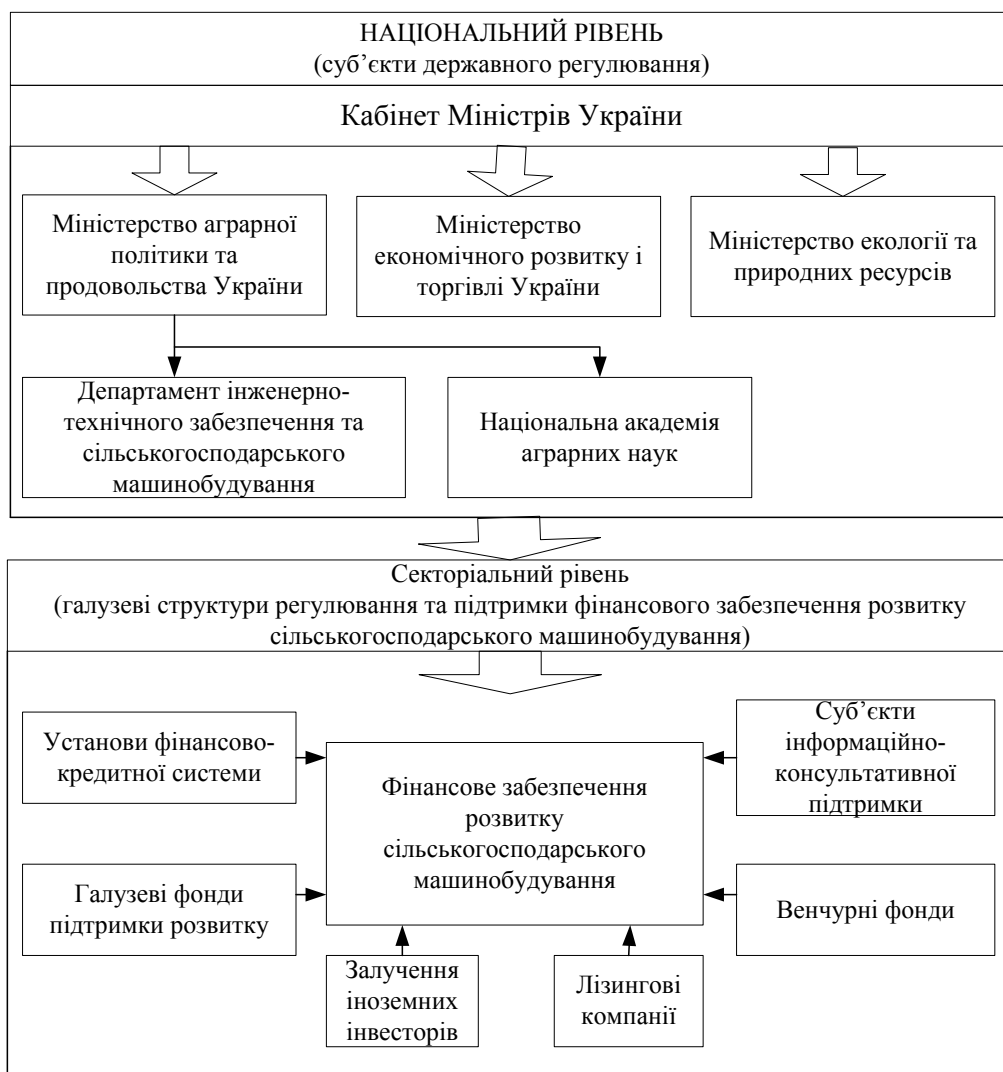 НАЦІОНАЛЬНИЙ РІВЕНЬ
(суб’єкти державного регулювання)
Кабінет Міністрів України
Міністерство аграрної
політики та
продовольства України
Міністерство
економічного розвитку і
торгівлі України
Міністерство екології та
природних ресурсів
Департамент інженерно-
технічного забезпечення та
сільськогосподарського
машинобудування
Національна академія
аграрних наук
Секторіальний рівень
(галузеві структури регулювання та підтримки фінансового забезпечення розвитку
сільськогосподарського машинобудування)
Установи фінансово-
кредитної системи
Фінансове забезпечення
розвитку
сільськогосподарського
машинобудування
Суб’єкти
інформаційно-
консультативної
підтримки
Галузеві фонди
підтримки розвитку
Венчурні фонди
Залучення
іноземних
інвесторів
Лізингові
компанії